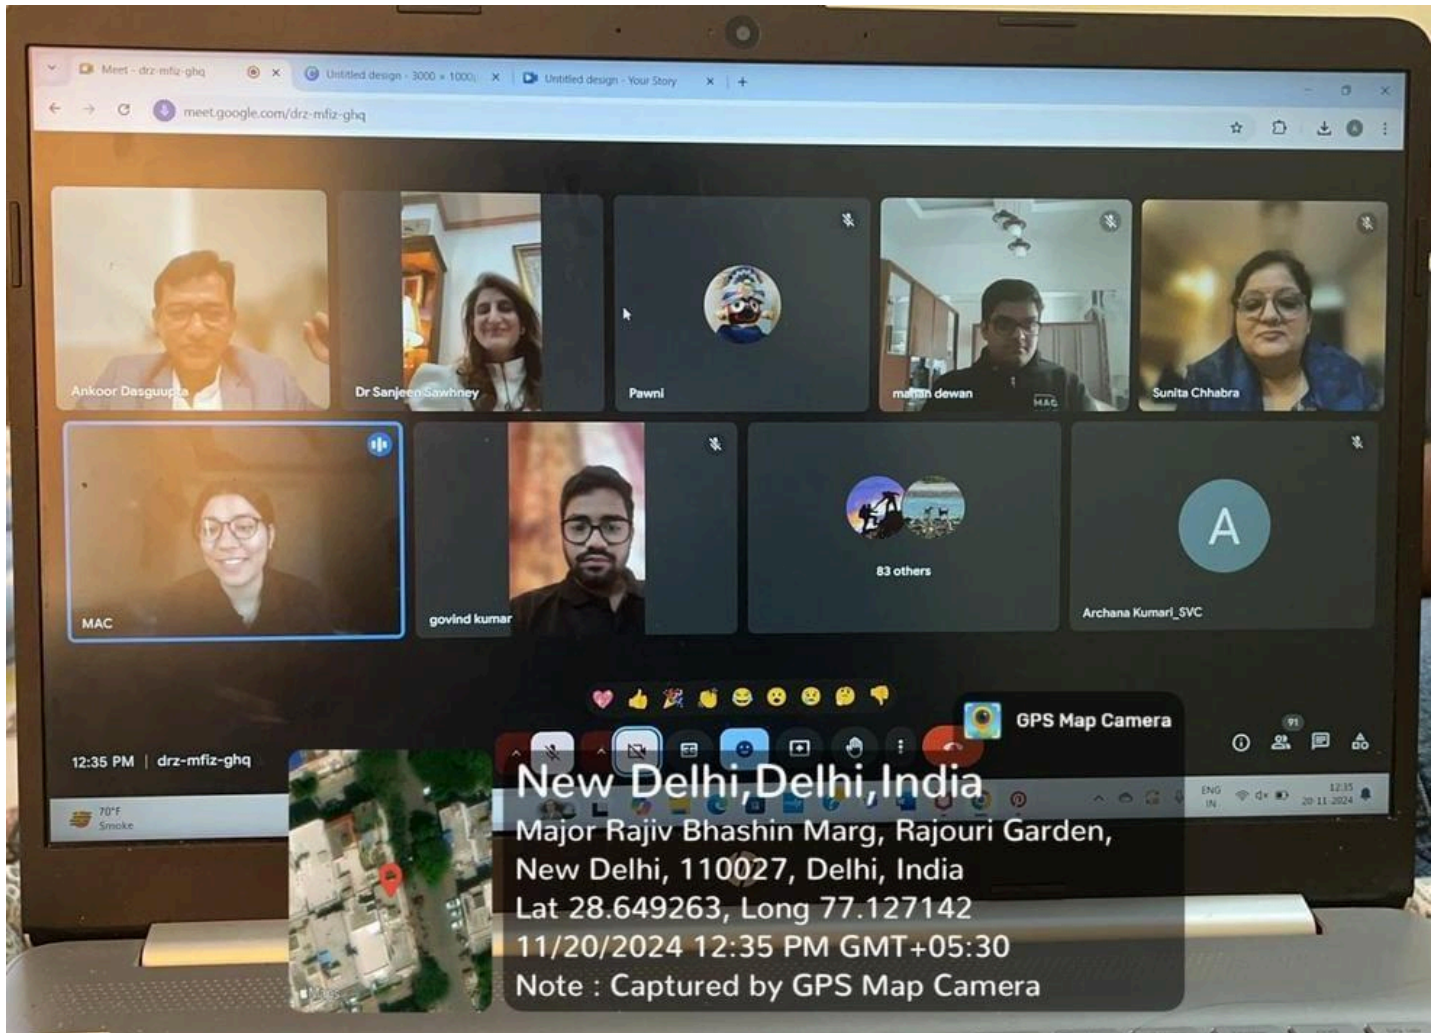 Meet - drz-mfiz-ghq
Untitled design - 3000 × 1000
Untitled design - Your Story
meet.google.com/drz-mfiz-ghq
Ankoor Dasguupta
Dr Sanjeen Sawhney
Pawni
manan dewan
MAC
Sunita Chhabra
MAC
govind kumar
83 others
A
Archana Kumari_SVC
GPS Map Camera
91
12:35 PM | drz-mfiz-ghq
70°F
Smoke
ENG
IN
12:35
20-11-2024
New Delhi,Delhi,India
Major Rajiv Bhashin Marg, Rajouri Garden,
New Delhi, 110027, Delhi, India
Lat 28.649263, Long 77.127142
11/20/2024 12:35 PM GMT+05:30
Note : Captured by GPS Map Camera